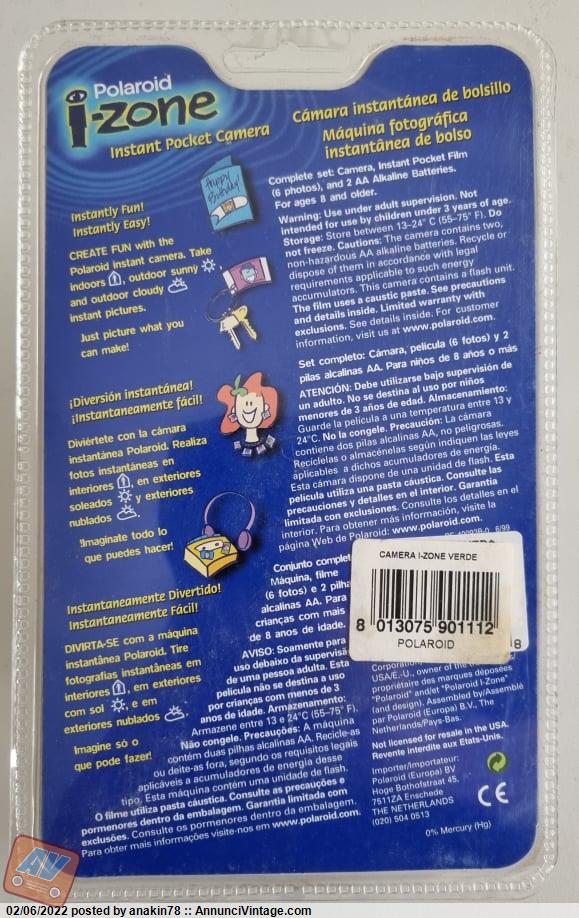 Polaroid
i-zone
Instant Pocket Camera
Cámara instantánea de bolsillo
Máquina fotográfica
instantânea de bolso
Happy
Birthday!
Instantly Fun!
Instantly Easy!
CREATE FUN with the
Polaroid instant camera. Take
indoors , outdoor sunny
and outdoor cloudy
instant pictures.
Just picture what you
can make!
¡Diversión instantánea!
¡Instantaneamente fácil!
Diviértete con la cámara
instantánea Polaroid. Realiza
fotos instantáneas en
interiores , en exteriores
soleados y exteriores
nublados .
!Imaginate todo lo
que puedes hacer!
Instantaneamente Divertido!
Instantaneamente Fácil!
DIVIRTA-SE com a máquina
instantânea Polaroid. Tire
fotografias instantâneas em
interiores , em exteriores
com sol , e em
exteriores nublados .
Imagine só o
que pode fazer!
Complete set: Camera, Instant Pocket Film
(6 photos), and 2 AA Alkaline Batteries.
For ages 8 and older.
Warning: Use under adult supervision. Not
intended for use by children under 3 years of age.
Storage: Store between 13–24° C (55–75° F). Do
not freeze. Cautions: The camera contains two,
non-hazardous AA alkaline batteries. Recycle or
dispose of them in accordance with legal
requirements applicable to such energy
accumulators. This camera contains a flash unit.
The film uses a caustic paste. See precautions
and details inside. Limited warranty with
exclusions. See details inside. For customer
information, visit us at www.polaroid.com.
Set completo: Cámara, película (6 fotos) y 2
pilas alcalinas AA. Para niños de 8 años o más
ATENCIÓN: Debe utilizarse bajo supervisión de
un adulto. No se destina al uso por niños
menores de 3 años de edad. Almacenamiento:
Guarde la película a una temperatura entre 13 y
24°C. No la congele. Precaución: La cámara
contiene dos pilas alcalinas AA, no peligrosas.
Recíclelas o almacénelas según indiquen las leyes
aplicables a dichos acumuladores de energía.
Esta cámara dispone de una unidad de flash. Esta
película utiliza una pasta cáustica. Consulte las
precauciones y detalles en el interior. Garantía
limitada con exclusiones. Consulte los detalles en el
interior. Para obtener más información, visite la
página Web de Polaroid: www.polaroid.com.
6/99
Conjunto complet
Máquina, filme
(6 fotos) e 2 pilha
alcalinas AA. Para
crianças com mais
de 8 anos de idade.
AVISO: Somente para
uso debaixo da supervisã
de uma pessoa adulta. Esta
película não se destina a uso
por crianças com menos de 3
anos de idade. Armazenamento:
Armazene entre 13 e 24°C (55–75° F).
Não congele. Precauções: A máquina
contém duas pilhas alcalinas AA. Recicle-as
ou deite-as fora, segundo os requisitos legais
aplicáveis a acumuladores de energia desse
tipo. Esta máquina contém uma unidade de flash.
O filme utiliza pasta cáustica. Consulte as precauções e
pormenores dentro da embalagem. Garantia limitada com
exclusões. Consulte os pormenores dentro da embalagem.
Para obter mais informações visite-nos em www.polaroid.com.
CAMERA I-ZONE VERDE
8 013075 901112
POLAROID
8
Corporation
USA/E.-U., owner of the
propriétaire des marques déposées
"Polaroid" and/et "Polaroid I-Zone"
(and design). Assembled by/Assemblé
par Polaroid (Europa) B.V., The
Netherlands/Pays-Bas.
Not licensed for resale in the USA.
Revente interdite aux Etats-Unis.
importer/Importateur:
Polaroid (Europa) BV
Hoge Bothofstraat 45,
7511ZA Enschede
THE NETHERLANDS
(020) 504 0513
CE
0% Mercury (Hg)
AV
02/06/2022 posted by anakin78 :: AnnunciVintage.com